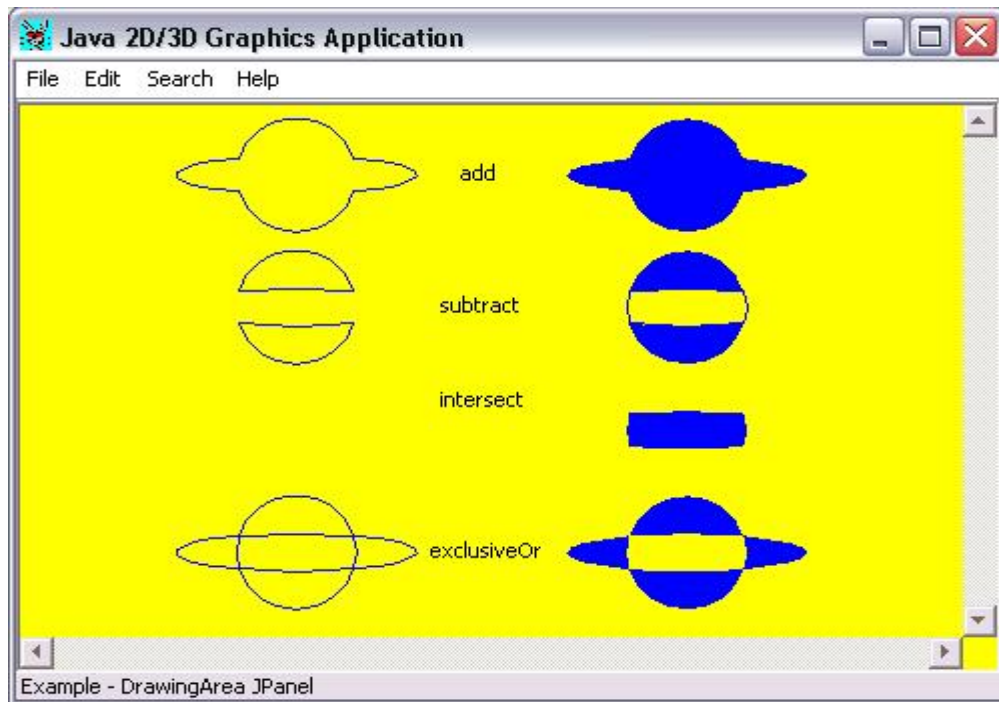 Java 2D/3D Graphics Application
File Edit Search Help
add
subtract
intersect
exclusiveOr
Example - DrawingArea JPanel